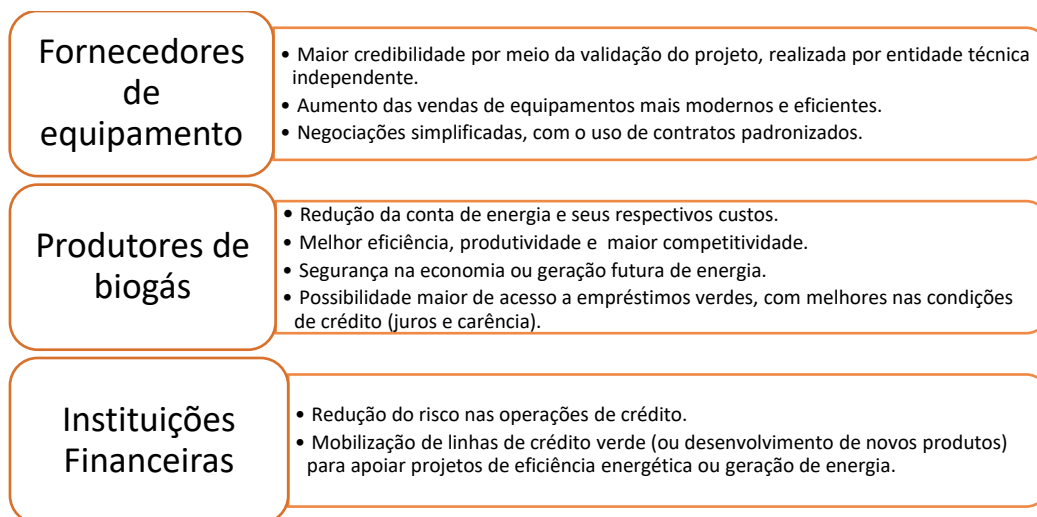 Fornecedores
de
equipamento
• Maior credibilidade por meio da validação do projeto, realizada por entidade técnica
independente.
• Aumento das vendas de equipamentos mais modernos e eficientes.
• Negociações simplificadas, com o uso de contratos padronizados.
Produtores de
biogás
• Redução da conta de energia e seus respectivos custos.
• Melhor eficiência, produtividade e maior competitividade.
• Segurança na economia ou geração futura de energia.
• Possibilidade maior de acesso a empréstimos verdes, com melhores nas condições
de crédito (juros e carência).
Instituições
Financeiras
• Redução do risco nas operações de crédito.
• Mobilização de linhas de crédito verde (ou desenvolvimento de novos produtos)
para apoiar projetos de eficiência energética ou geração de energia.